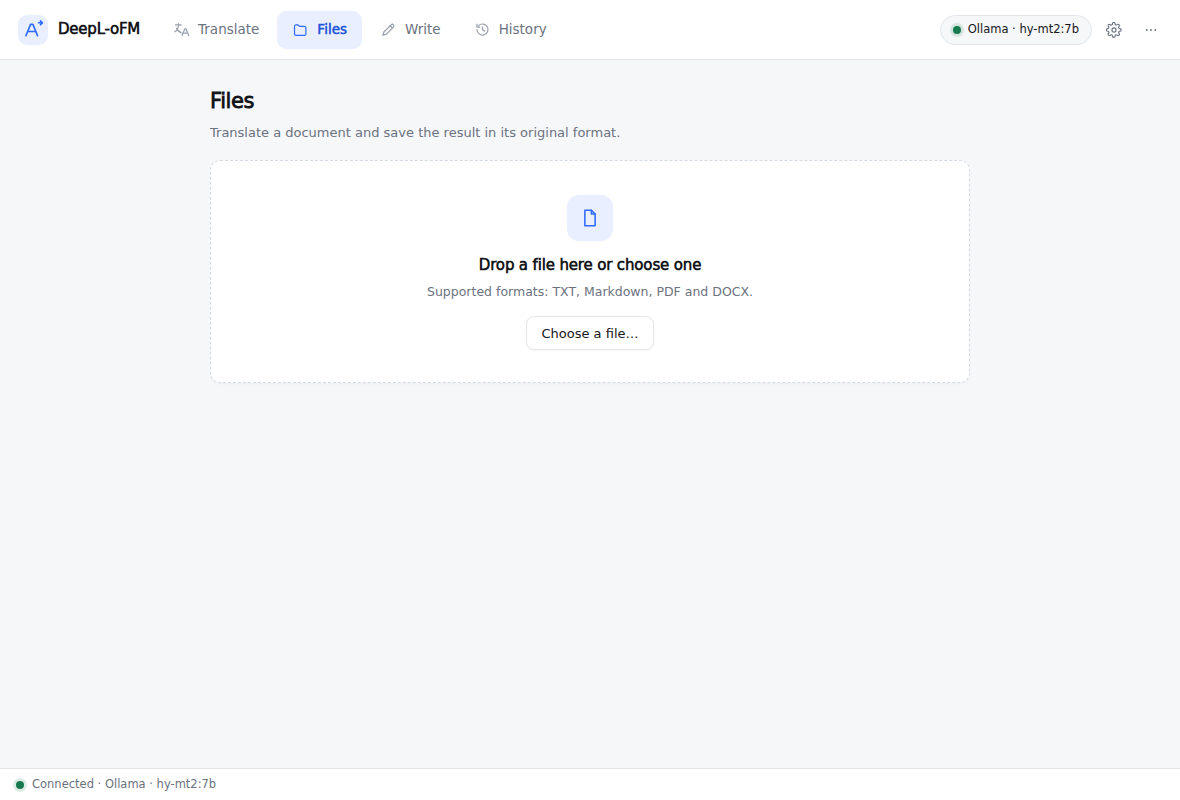 DeepL-oFM
Translate
Files
Write
History
Ollama · hy-mt2:7b
Files
Translate a document and save the result in its original format.
Drop a file here or choose one
Supported formats: TXT, Markdown, PDF and DOCX.
Choose a file…
Connected · Ollama · hy-mt2:7b